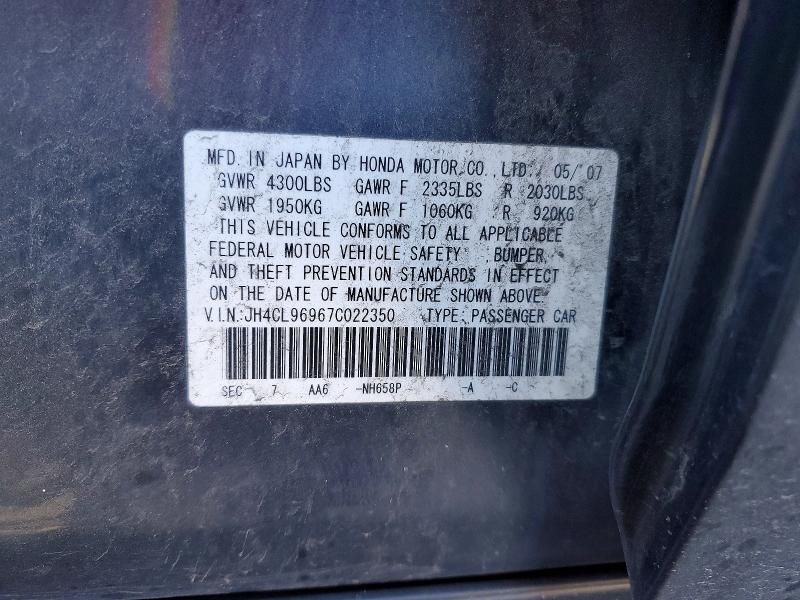 MFD. IN JAPAN BY HONDA MOTOR CO., LTD. 05/07
GVWR 4300LBS GAWR F 2335LBS R 2030LBS
GVWR 1950KG GAWR F 1060KG R 920KG
THIS VEHICLE CONFORMS TO ALL APPLICABLE
FEDERAL MOTOR VEHICLE SAFETY , BUMPER,
AND THEFT PREVENTION STANDARDS IN EFFECT
ON THE DATE OF MANUFACTURE SHOWN ABOVE.
V.I.N.:JH4CL96967C022350 TYPE: PASSENGER CAR
SEC 7 AA6 -NH658P -A -C